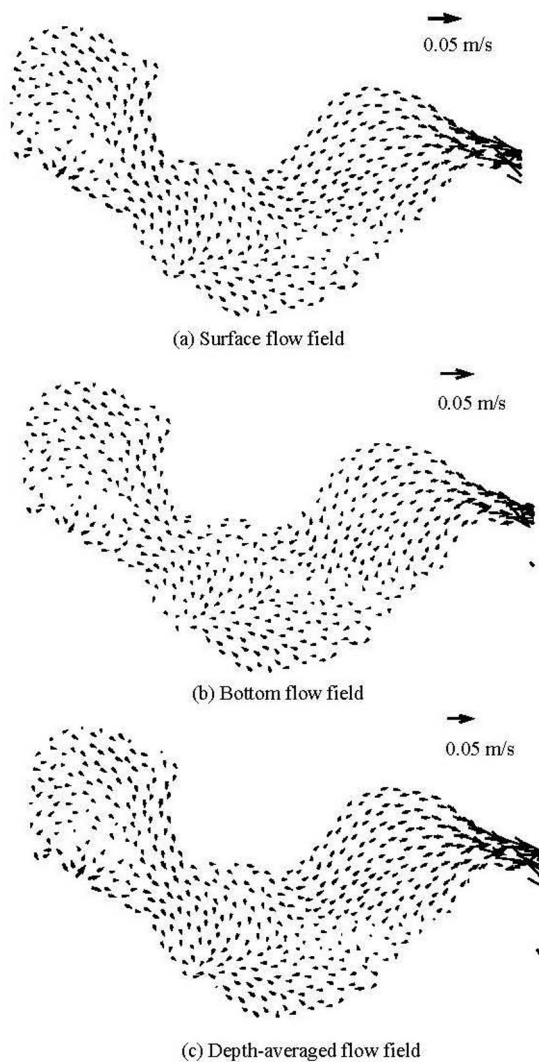 0.05 m/s
(a) Surface flow field
0.05 m/s
(b) Bottom flow field
0.05 m/s
(c) Depth-averaged flow field